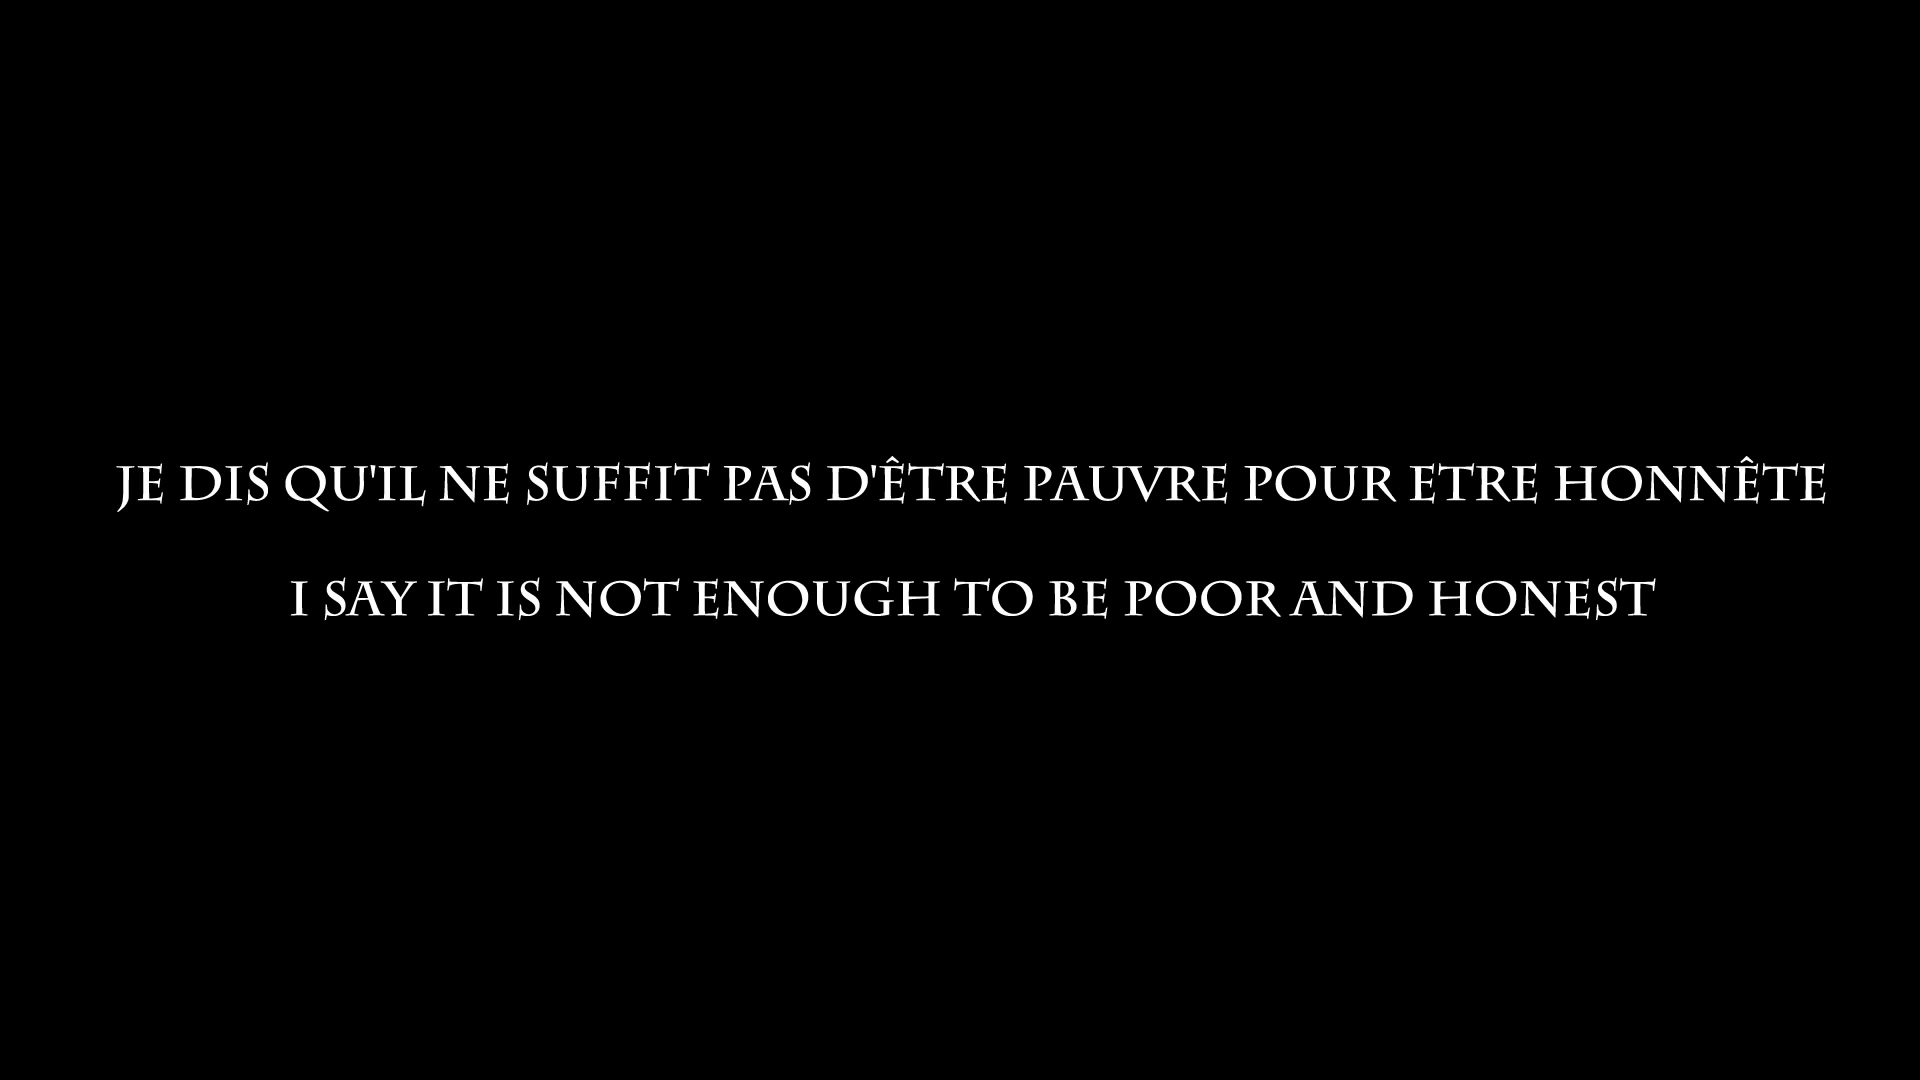 JE DIS QU'IL NE SUFFIT PAS D'ÊTRE PAUVRE POUR ETRE HONNÊTE
I SAY IT IS NOT ENOUGH TO BE POOR AND HONEST